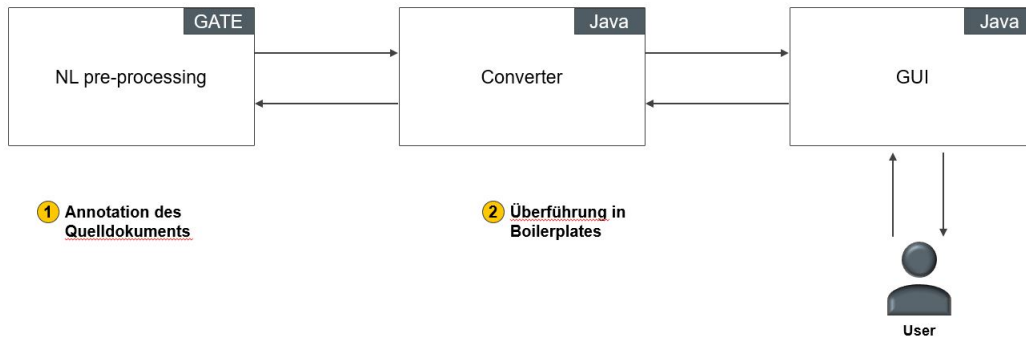 GATE
NL pre-processing
Java
Converter
Java
GUI
1 Annotation des
Quelldokuments
2 Überführung in
Boilerplates
User